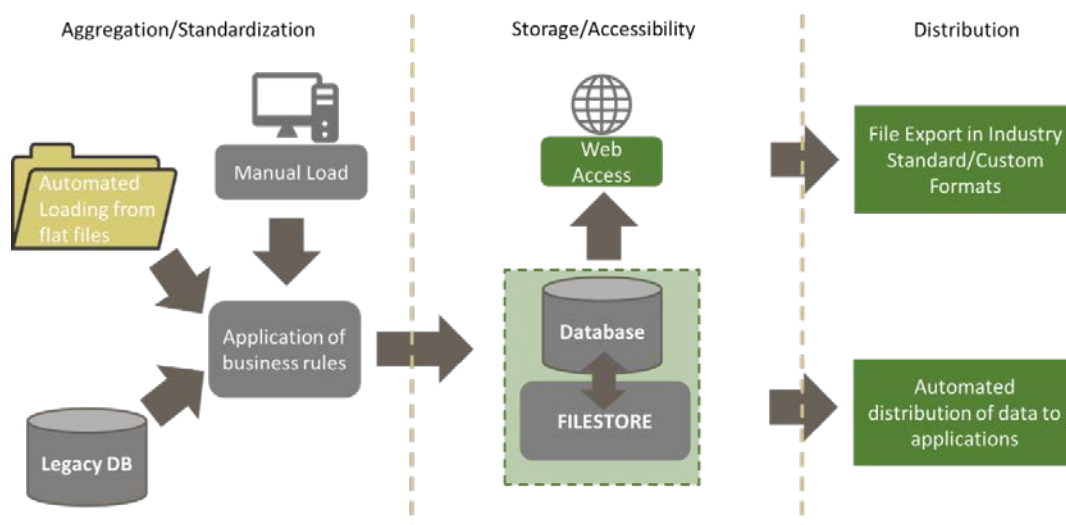 Aggregation/Standardization
Storage/Accessibility
Distribution
Automated
Loading from
flat files
Manual Load
Application of
business rules
Legacy DB
Web
Access
Database
FILESTORE
File Export in Industry
Standard/Custom
Formats
Automated
distribution of data to
applications